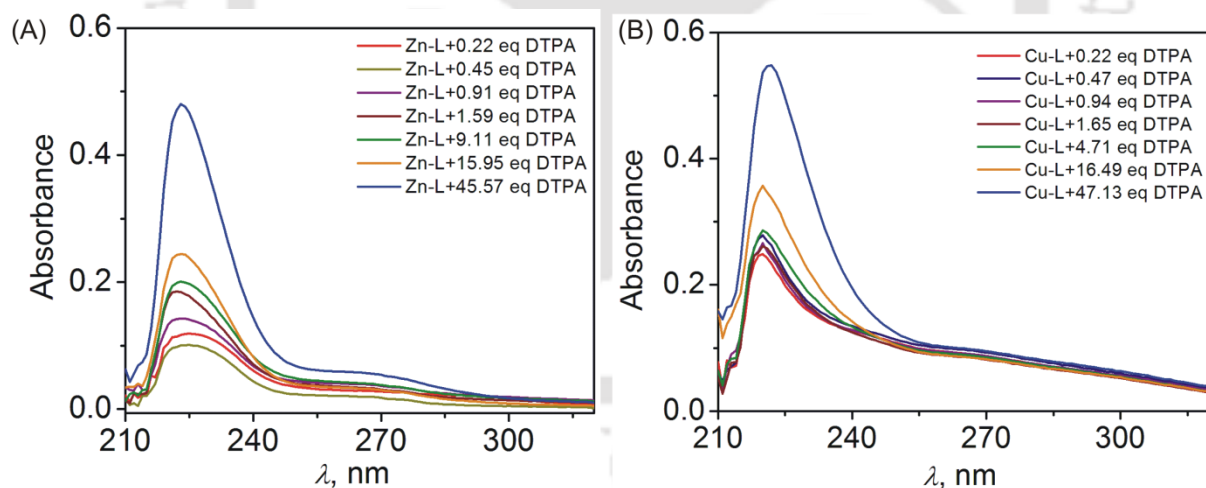 (A)
0.6
0.4
0.2
0.0
Absorbance
Zn-L+0.22 eq DTPA
Zn-L+0.45 eq DTPA
Zn-L+0.91 eq DTPA
Zn-L+1.59 eq DTPA
Zn-L+9.11 eq DTPA
Zn-L+15.95 eq DTPA
Zn-L+45.57 eq DTPA
210 240 270 300
λ, nm
(B)
0.6
0.4
0.2
0.0
Absorbance
Cu-L+0.22 eq DTPA
Cu-L+0.47 eq DTPA
Cu-L+0.94 eq DTPA
Cu-L+1.65 eq DTPA
Cu-L+4.71 eq DTPA
Cu-L+16.49 eq DTPA
Cu-L+47.13 eq DTPA
210 240 270 300
λ, nm